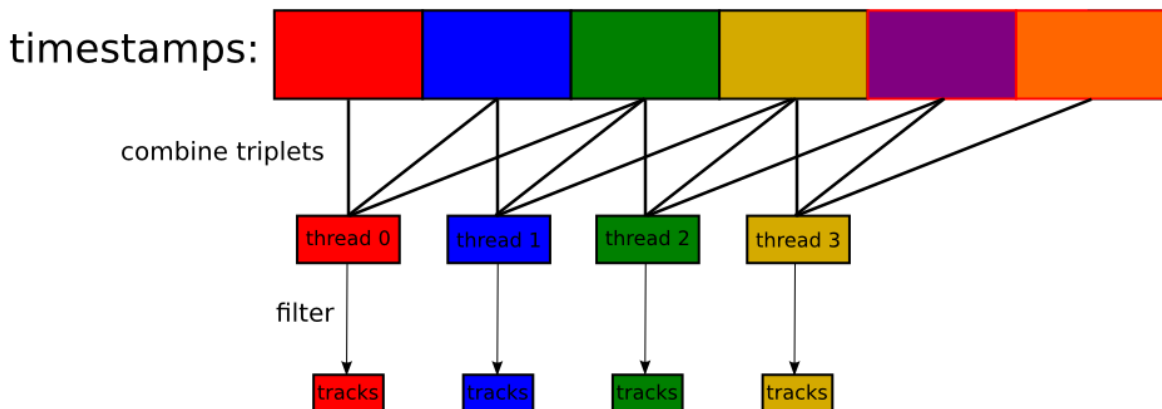 timestamps:
combine triplets
thread 0 thread 1 thread 2 thread 3
filter
tracks tracks tracks tracks